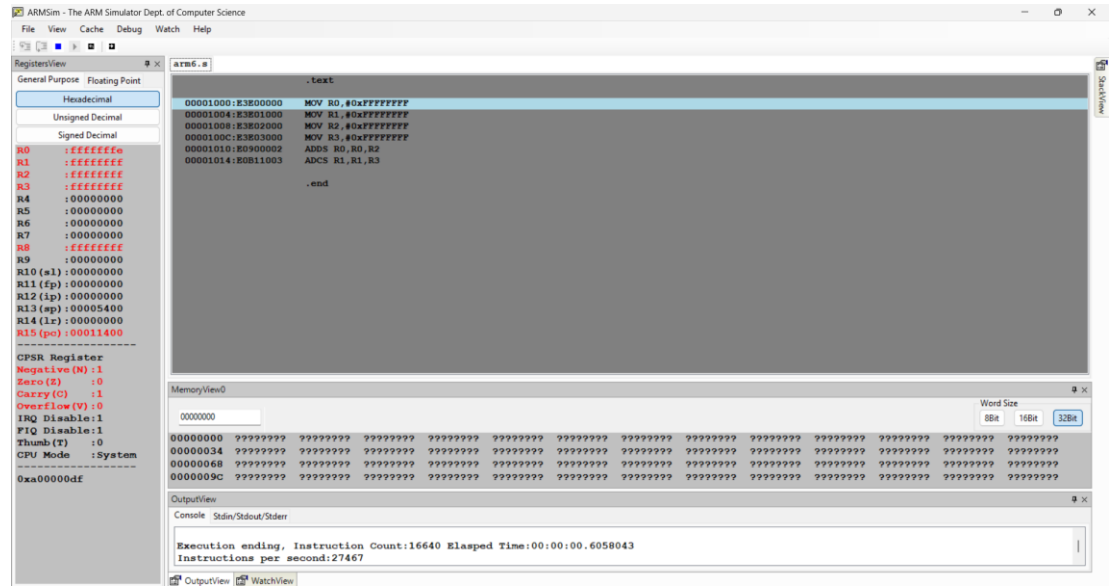 ARMSim - The ARM Simulator Dept. of Computer Science
File View Cache Debug Watch Help
RegistersView
General Purpose Floating Point
Hexadecimal
Unsigned Decimal
Signed Decimal
R0 :fffffffe
R1 :ffffffff
R2 :ffffffff
R3 :ffffffff
R4 :00000000
R5 :00000000
R6 :00000000
R7 :00000000
R8 :ffffffff
R9 :00000000
R10(sl):00000000
R11(fp):00000000
R12(ip):00000000
R13(sp):00005400
R14(lr):00000000
R15(pc):00011400
------------------
CPSR Register
Negative(N):1
Zero(Z) :0
Carry(C) :1
Overflow(V):0
IRQ Disable:1
FIQ Disable:1
Thumb(T) :0
CPU Mode :System
------------------
0xa00000df
arm6.s
.text
00001000:E3E00000 MOV R0,#0xFFFFFFFF
00001004:E3E01000 MOV R1,#0xFFFFFFFF
00001008:E3E02000 MOV R2,#0xFFFFFFFF
0000100C:E3E03000 MOV R3,#0xFFFFFFFF
00001010:E0900002 ADDS R0,R0,R2
00001014:E0B11003 ADCS R1,R1,R3
.end
StackView
MemoryView0
Word Size
00000000 8Bit 16Bit 32Bit
00000000 ???????? ???????? ???????? ???????? ???????? ???????? ???????? ???????? ???????? ???????? ???????? ???????? ????????
00000034 ???????? ???????? ???????? ???????? ???????? ???????? ???????? ???????? ???????? ???????? ???????? ???????? ????????
00000068 ???????? ???????? ???????? ???????? ???????? ???????? ???????? ???????? ???????? ???????? ???????? ???????? ????????
0000009C ???????? ???????? ???????? ???????? ???????? ???????? ???????? ???????? ???????? ???????? ???????? ???????? ????????
OutputView
Console Stdin/Stdout/Stderr
Execution ending, Instruction Count:16640 Elasped Time:00:00:00.6058043
Instructions per second:27467
OutputView WatchView